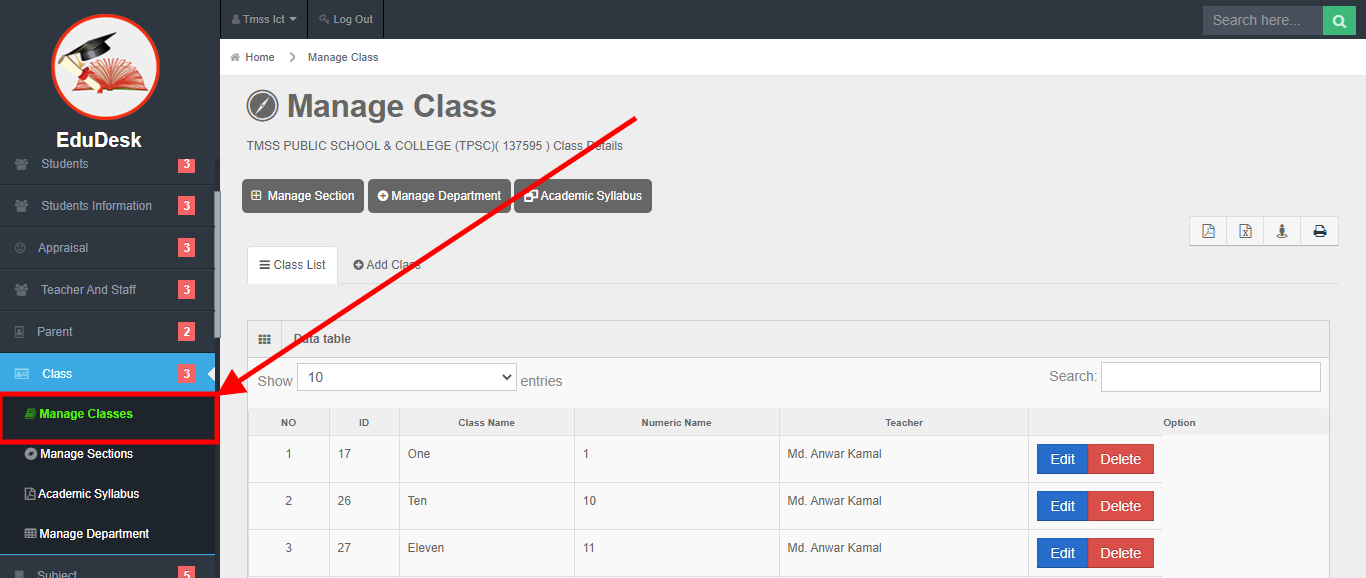 Tmss Ict
Log Out
Search here...
EduDesk
Home
Manage Class
Manage Class
TMSS PUBLIC SCHOOL & COLLEGE (TPSC)( 137595 ) Class Details
Manage Section
Manage Department
Academic Syllabus
Students 3
Students Information 3
Appraisal 3
Teacher And Staff 3
Parent 2
Class 3
Manage Classes
Manage Sections
Academic Syllabus
Manage Department
Subject 5
Class List
Add Class
Data table
Show 10 entries
Search:
NO ID Class Name Numeric Name Teacher Option
1 17 One 1 Md. Anwar Kamal Edit Delete
2 26 Ten 10 Md. Anwar Kamal Edit Delete
3 27 Eleven 11 Md. Anwar Kamal Edit Delete